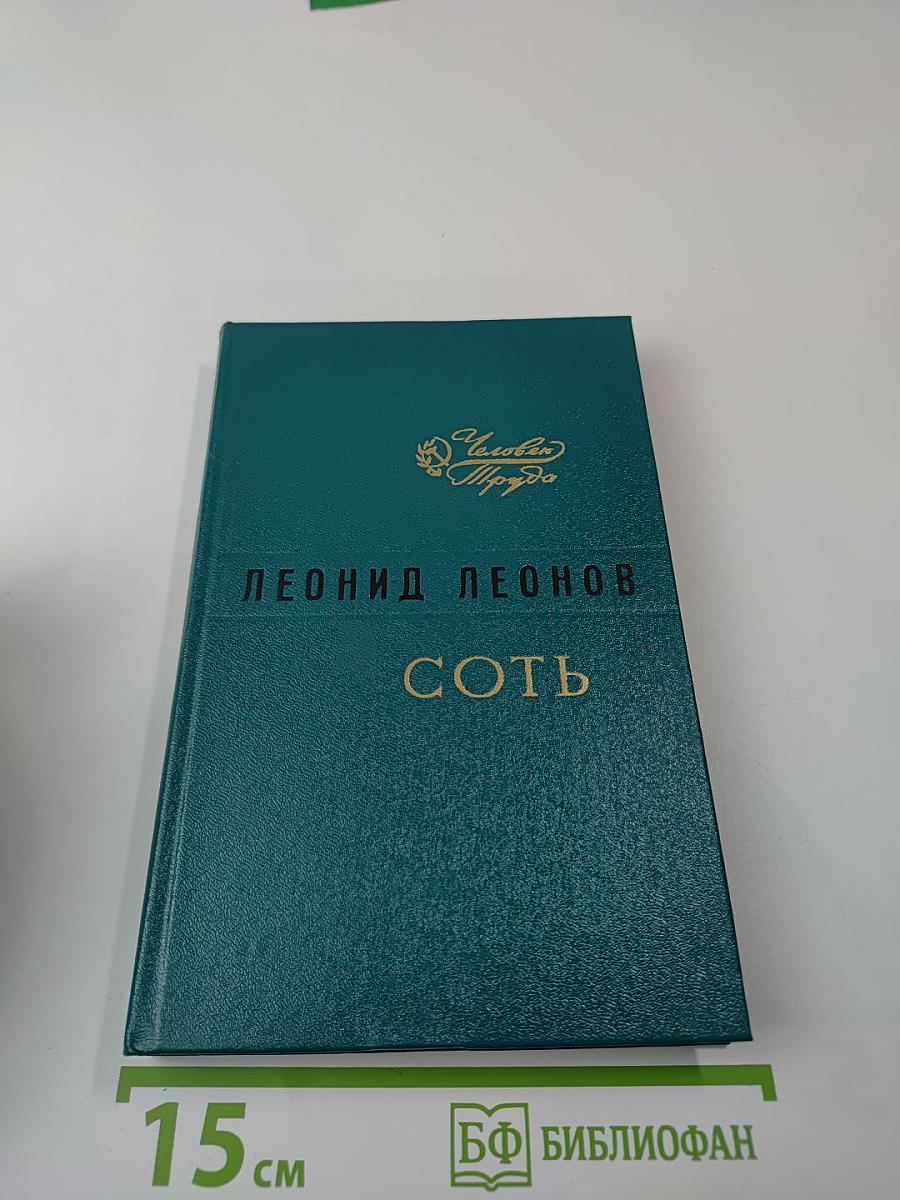 Человек
Труда
ЛЕОНИД ЛЕОНОВ
СОТЬ
15 см
БФ БИБЛИОФАН